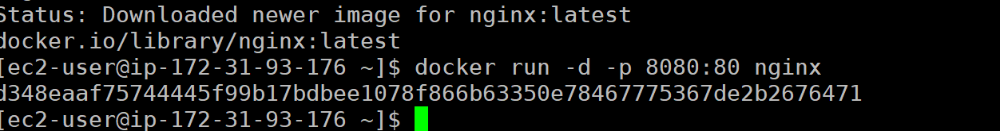 Status: Downloaded newer image for nginx:latest
docker.io/library/nginx:latest
[ec2-user@ip-172-31-93-176 ~]$ docker run -d -p 8080:80 nginx
d348eaaf75744445f99b17bdbee1078f866b63350e78467775367de2b2676471
[ec2-user@ip-172-31-93-176 ~]$